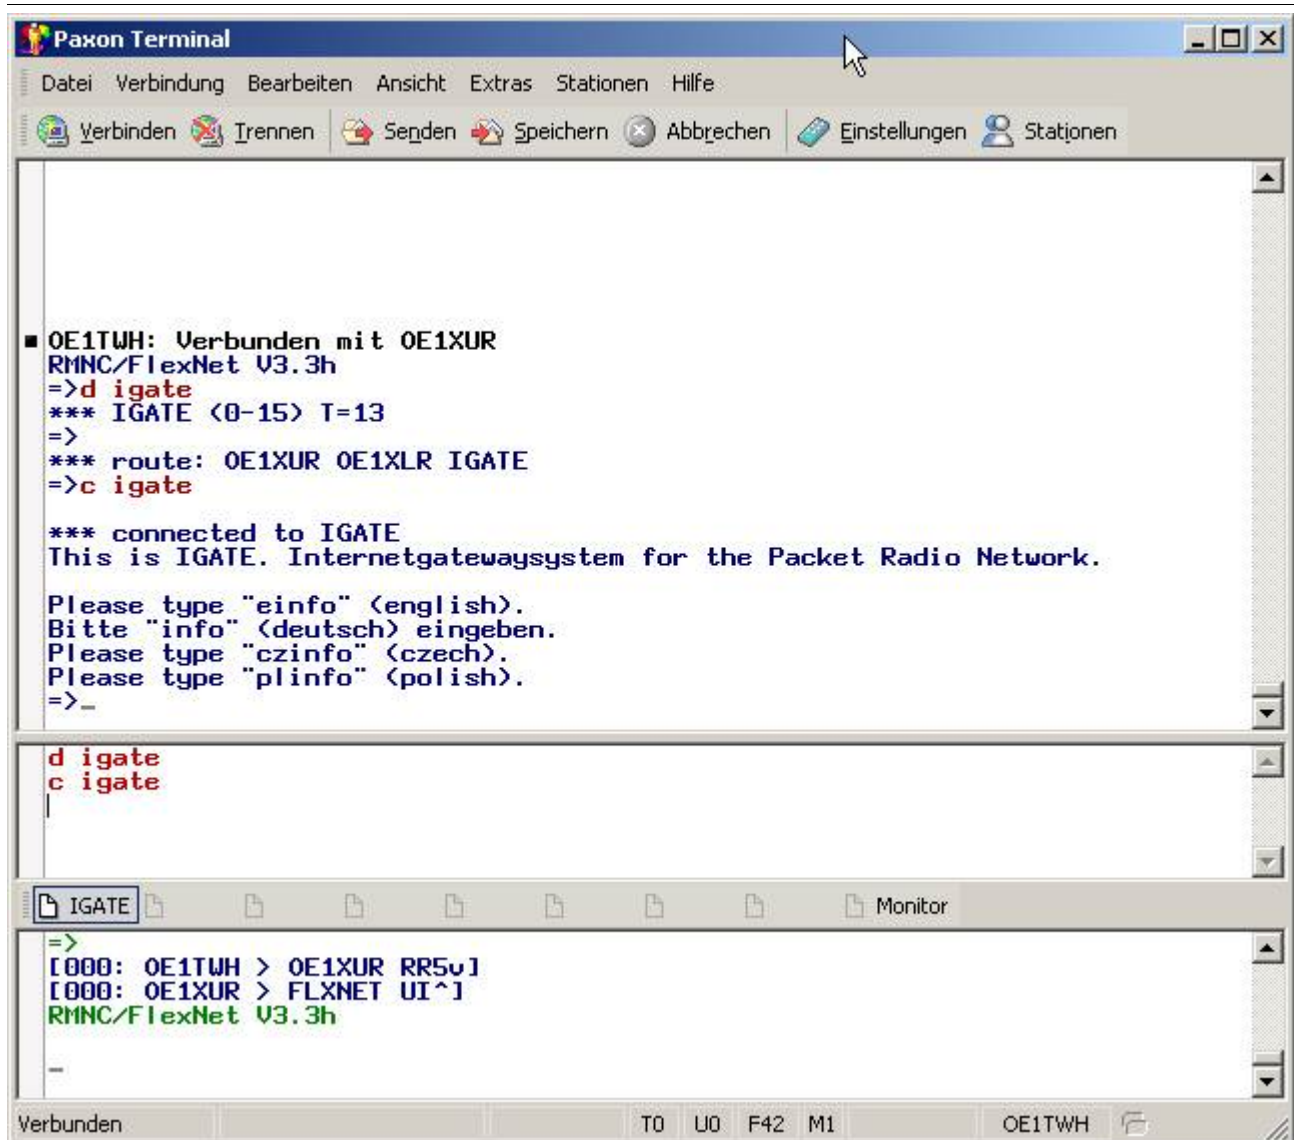 Paxon Terminal
Datei Verbindung Bearbeiten Ansicht Extras Stationen Hilfe
Verbinden Trennen Senden Speichern Abbrechen Einstellungen Stationen
OE1TWH: Verbunden mit OE1XUR
RMNC/FlexNet V3.3h
=>d igate
*** IGATE (0-15) T=13
=>
*** route: OE1XUR OE1XLR IGATE
=>c igate
*** connected to IGATE
This is IGATE. Internetgatewaysystem for the Packet Radio Network.
Please type "einfo" (english).
Bitte "info" (deutsch) eingeben.
Please type "czinfo" (czech).
Please type "plinfo" (polish).
=>_
d igate
c igate
IGATE Monitor
=>
[000: OE1TWH > OE1XUR RR5v]
[000: OE1XUR > FLXNET UI^]
RMNC/FlexNet V3.3h
_
Verbunden T0 U0 F42 M1 OE1TWH